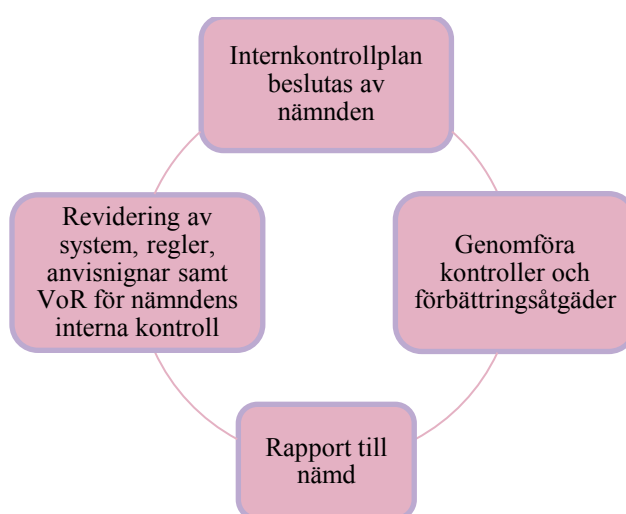 Internkontrollplan
beslutas av
nämnden
Genomföra
kontroller och
förbättringsåtgäder
Rapport till
nämd
Revidering av
system, regler,
anvisnignar samt
VoR för nämndens
interna kontroll